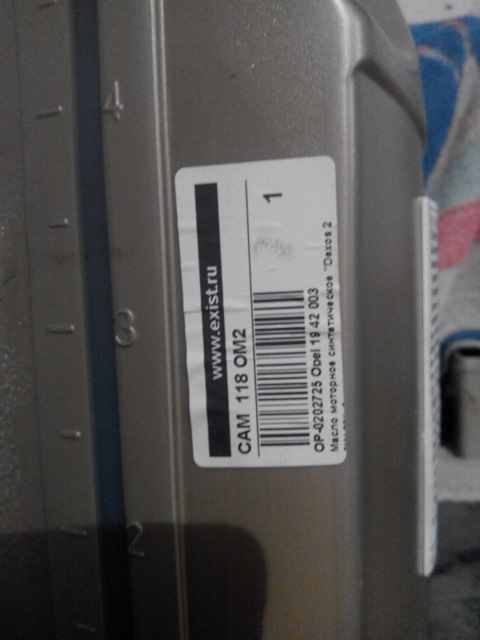 4
3
2
www.exist.ru
CAM 118 OM2
1
OP-0202725 Opel 19 42 003
Масло моторное синтетическое "Dexos 2